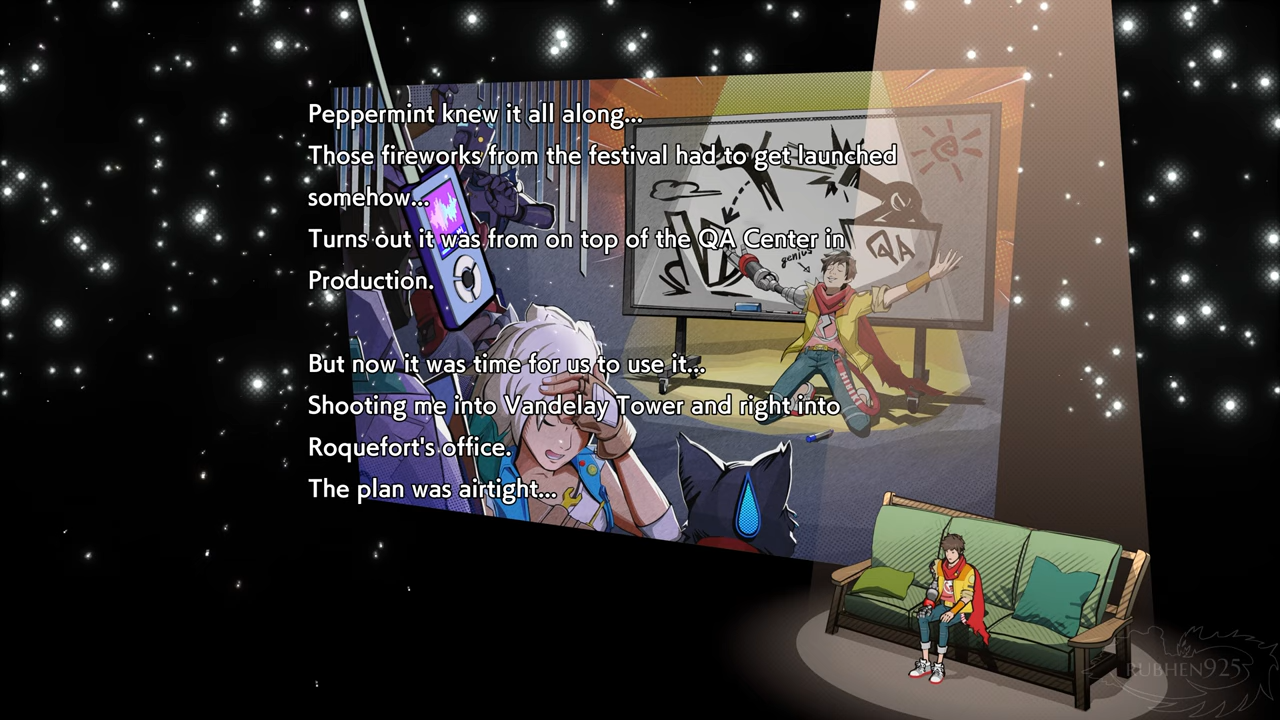 Peppermint knew it all along...
Those fireworks from the festival had to get launched
somehow...
Turns out it was from on top of the QA Center in
Production.
But now it was time for us to use it...
Shooting me into Vandelay Tower and right into
Roquefort's office.
The plan was airtight...
QA
genius
RUBHEN925